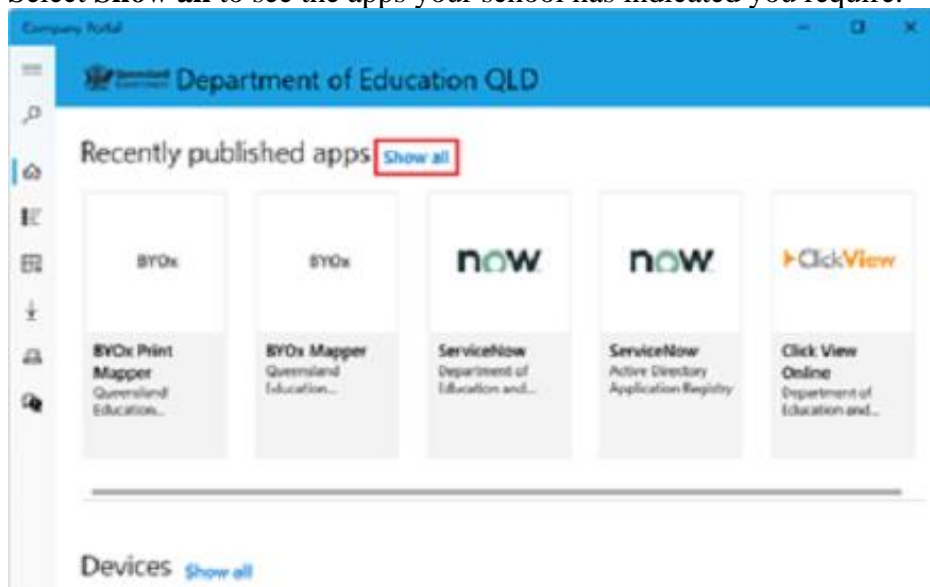 Select Show all to see the apps your school has indicated you require.
Company Portal
Queensland
Government
Department of Education QLD
Recently published apps Show all
BYOx
BYOx
now
now
ClickView
BYOx Print
Mapper
Queensland
Education...
BYOx Mapper
Queensland
Education...
ServiceNow
Department of
Education and...
ServiceNow
Active Directory
Application Registry
Click View
Online
Department of
Education and...
Devices Show all